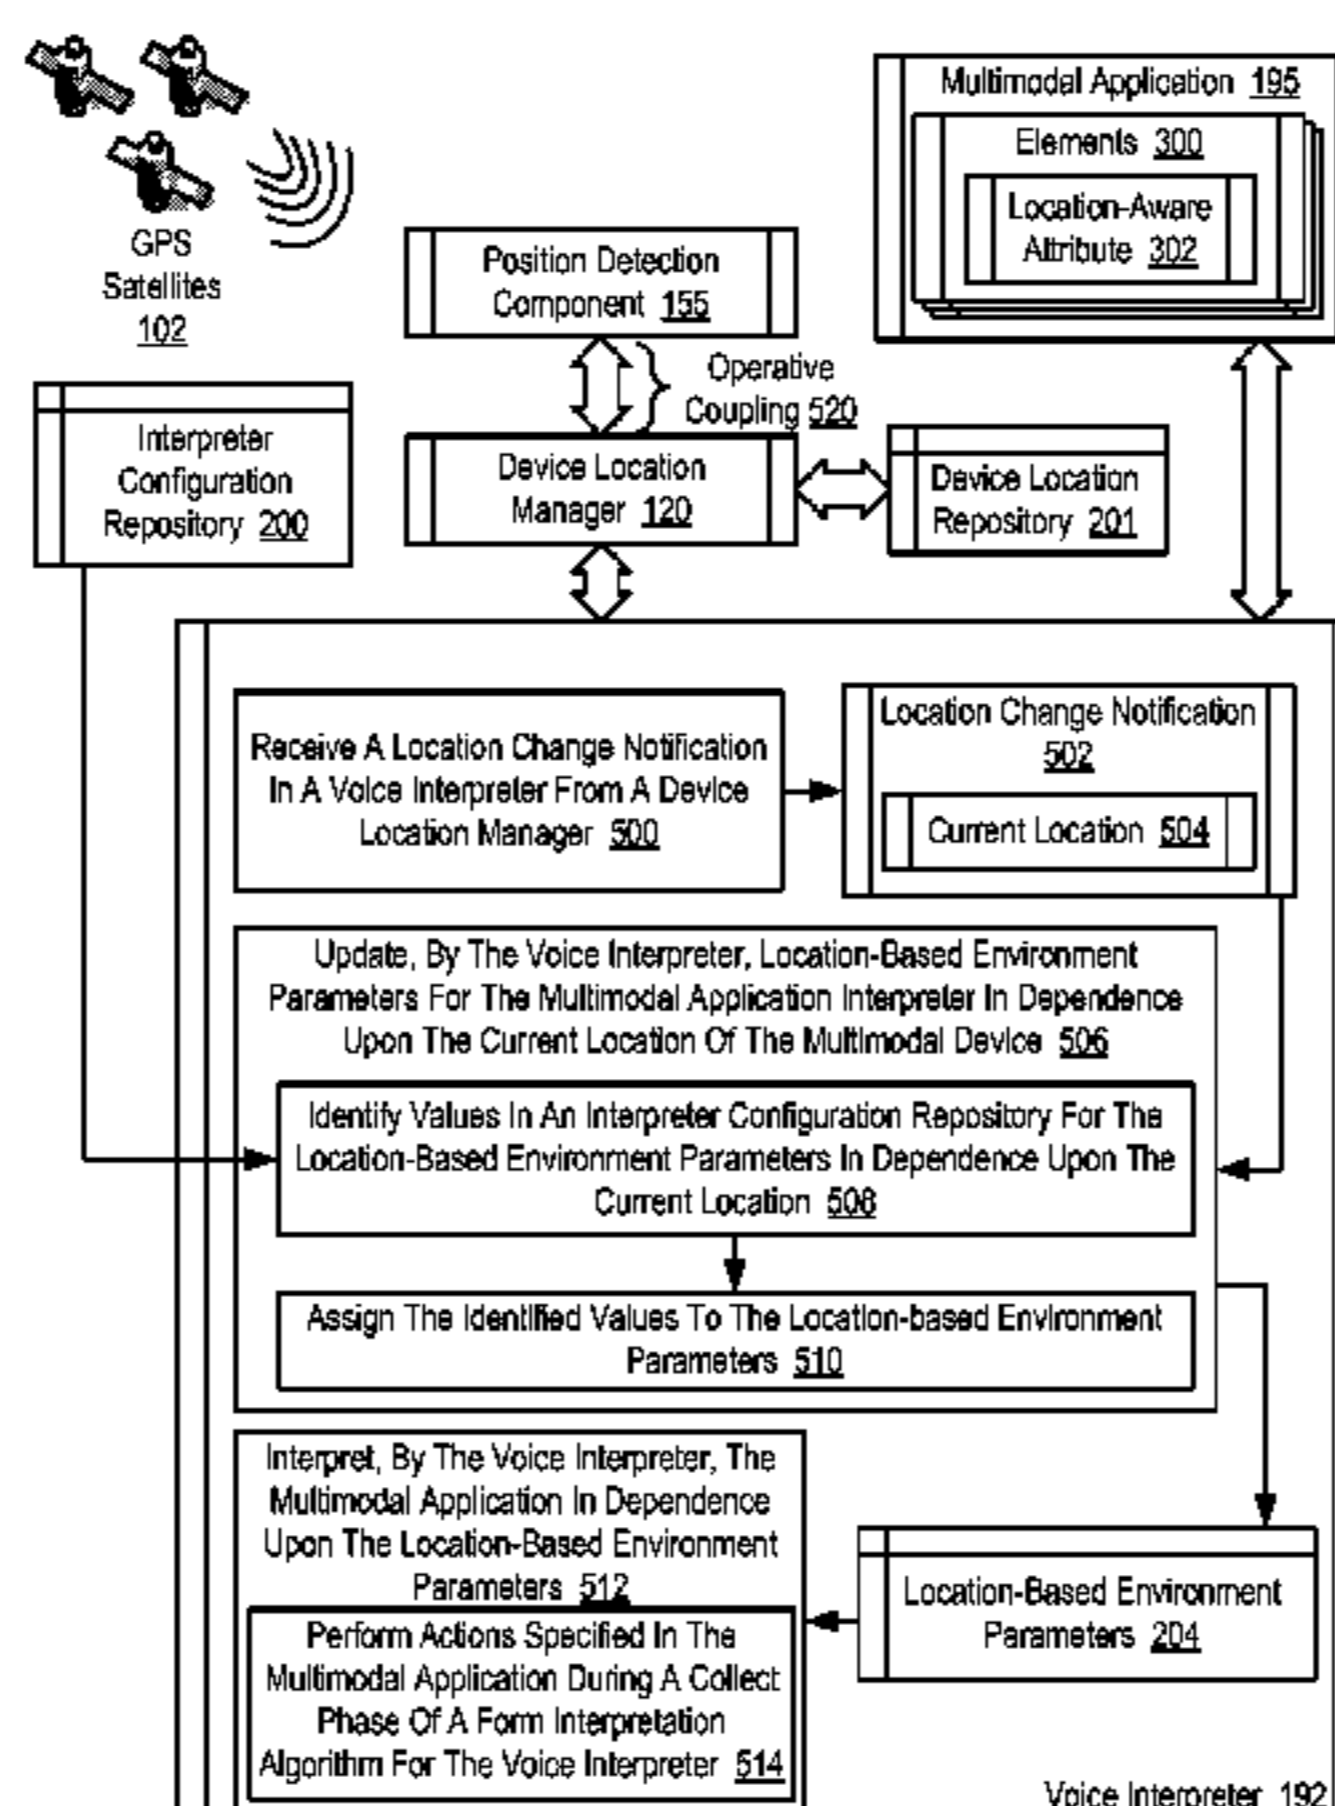 GPS
Satellites
102
Multimodal Application 195
Elements 300
Location-Aware
Attribute 302
Position Detection
Component 155
Operative
Coupling 520
Interpreter
Configuration
Repository 200
Device Location
Manager 120
Device Location
Repository 201
Receive A Location Change Notification
In A Voice Interpreter From A Device
Location Manager 500
Location Change Notification
502
Current Location 504
Update, By The Voice Interpreter, Location-Based Environment
Parameters For The Multimodal Application Interpreter In Dependence
Upon The Current Location Of The Multimodal Device 506
Identify Values In An Interpreter Configuration Repository For The
Location-Based Environment Parameters In Dependence Upon The
Current Location 508
Assign The Identified Values To The Location-based Environment
Parameters 510
Interpret, By The Voice Interpreter, The
Multimodal Application In Dependence
Upon The Location-Based Environment
Parameters 512
Perform Actions Specified In The
Multimodal Application During A Collect
Phase Of A Form Interpretation
Algorithm For The Voice Interpreter 514
Location-Based Environment
Parameters 204
Voice Interpreter 192